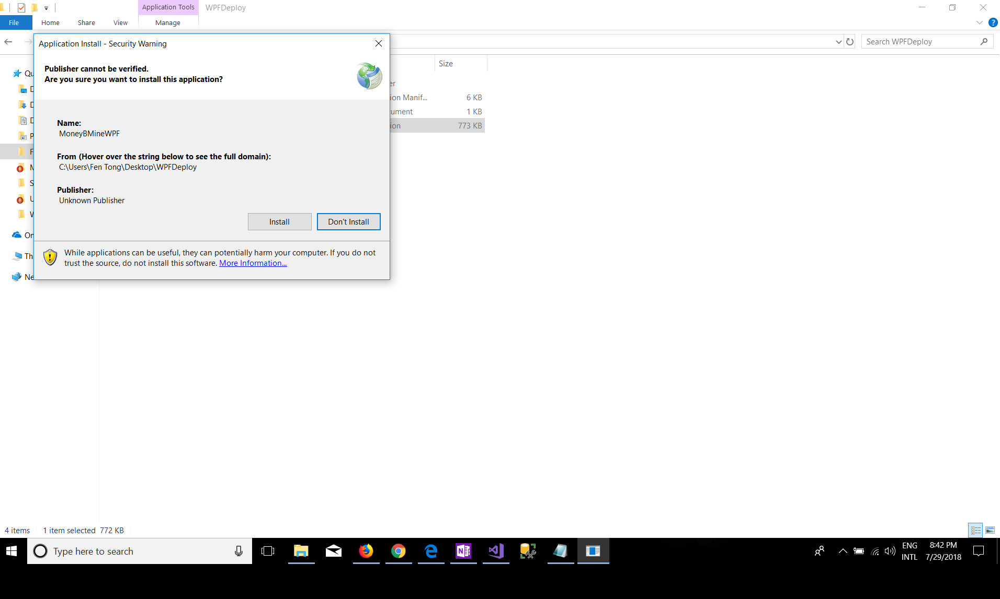 Application Tools
WPFDeploy
File
Home
Share
View
Manage
?
Search WPFDeploy
Application Install - Security Warning
Publisher cannot be verified.
Are you sure you want to install this application?
Name:
MoneyBMineWPF
From (Hover over the string below to see the full domain):
C:\Users\Fen Tong\Desktop\WPFDeploy
Publisher:
Unknown Publisher
Install
Don't Install
While applications can be useful, they can potentially harm your computer. If you do not
trust the source, do not install this software. More Information...
Size
er
ion Manif...
6 KB
cument
1 KB
ion
773 KB
Qu
D
D
D
P
F
M
S
U
W
On
Th
Ne
4 items
1 item selected 772 KB
Type here to search
ENG
INTL
8:42 PM
7/29/2018